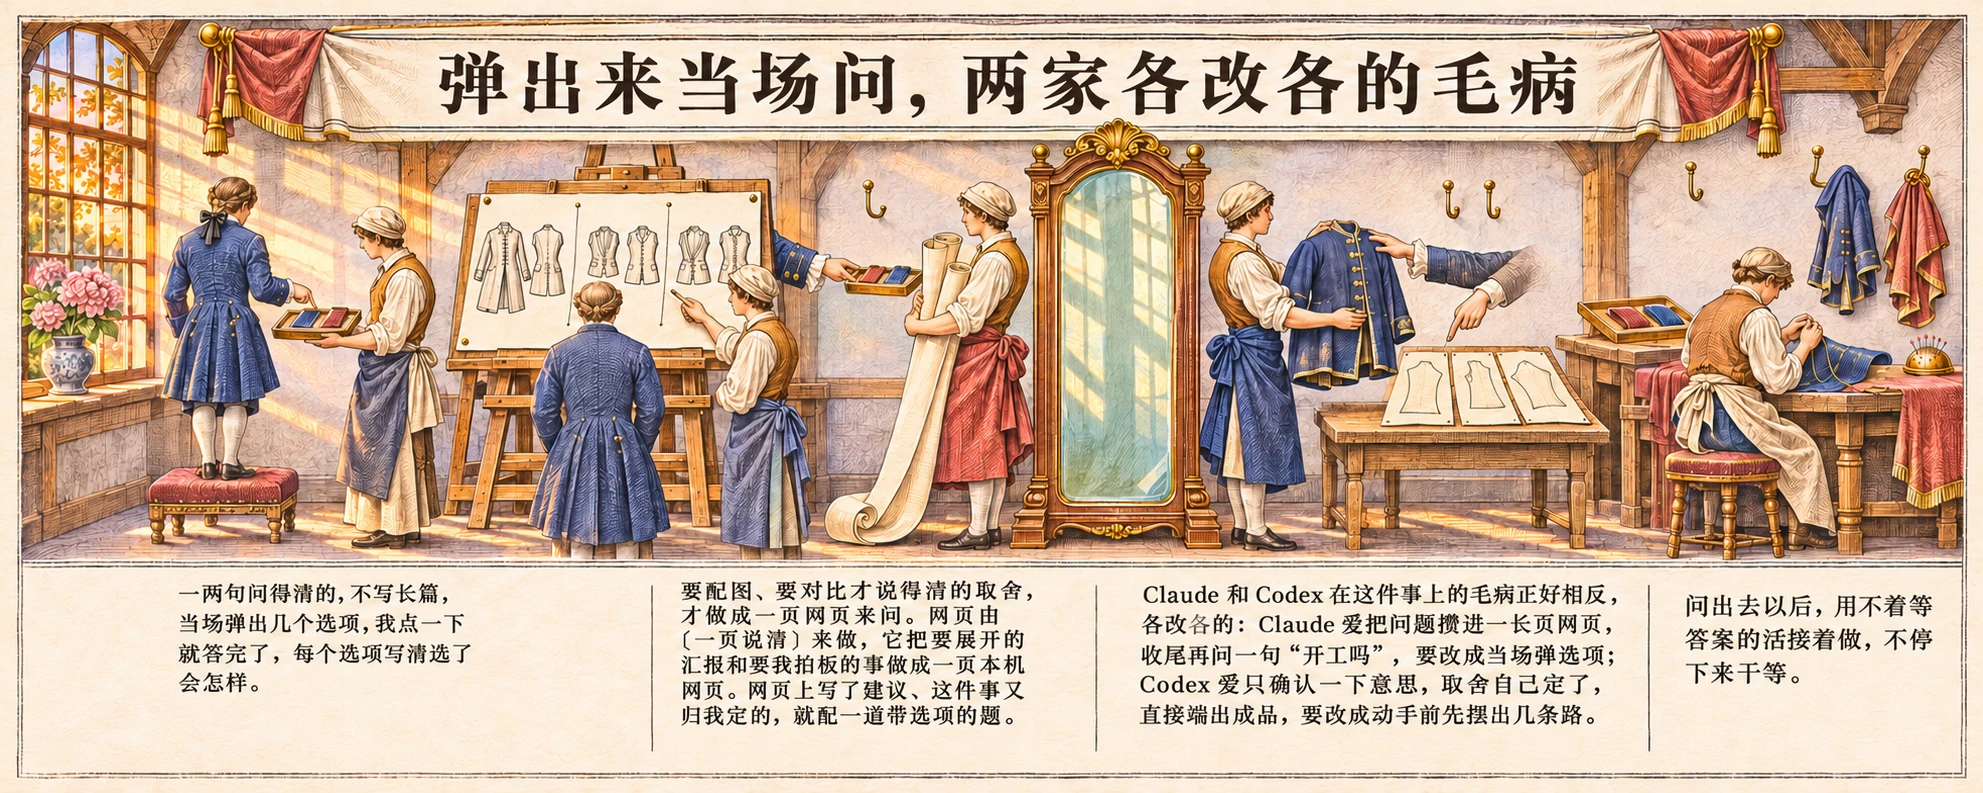 弹出来当场问，两家各改各的毛病
一两句问得清的，不写长篇，
当场弹出几个选项，我点一下
就答完了，每个选项写清选了
会怎样。
要配图、要对比才说得清的取舍，
才做成一页网页来问。网页由
〔一页说清〕来做，它把要展开的
汇报和要我拍板的事做成一页本机
网页。网页上写了建议、这件事又
归我定的，就配一道带选项的题。
Claude 和 Codex 在这件事上的毛病正好相反，
各改各的：Claude 爱把问题攒进一长页网页，
收尾再问一句“开工吗”，要改成当场弹选项；
Codex 爱只确认一下意思，取舍自己定了，
直接端出成品，要改成动手前先摆出几条路。
问出去以后，用不着等
答案的活接着做，不停
下来干等。